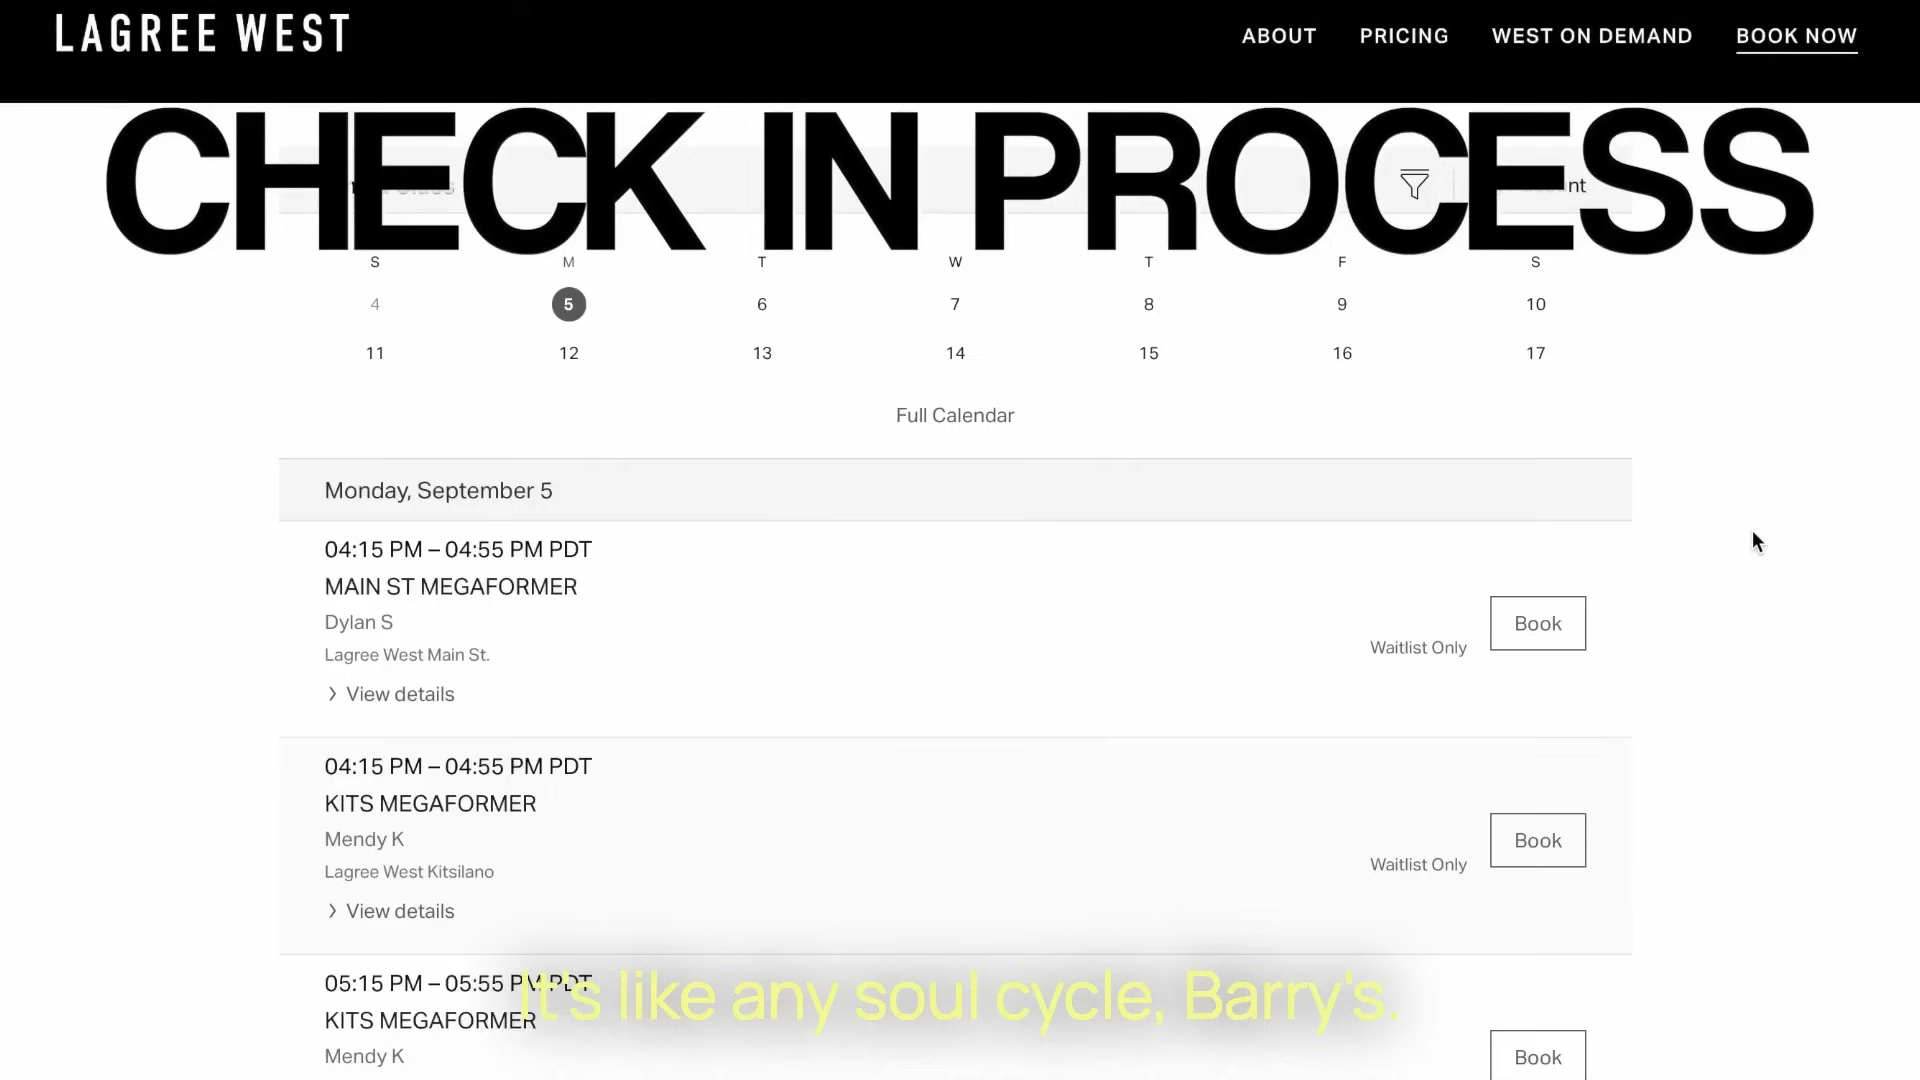 LAGREE WEST
ABOUT PRICING WEST ON DEMAND BOOK NOW
CHECK IN PROCESS
S M T W T F S
4 5 6 7 8 9 10
11 12 13 14 15 16 17
Full Calendar
Monday, September 5
04:15 PM – 04:55 PM PDT
MAIN ST MEGAFORMER
Dylan S
Lagree West Main St.
Waitlist Only
Book
View details
04:15 PM – 04:55 PM PDT
KITS MEGAFORMER
Mendy K
Lagree West Kitsilano
Waitlist Only
Book
View details
05:15 PM – 05:55 PM PDT
KITS MEGAFORMER
Mendy K
Book
It's like any soul cycle, Barry's.